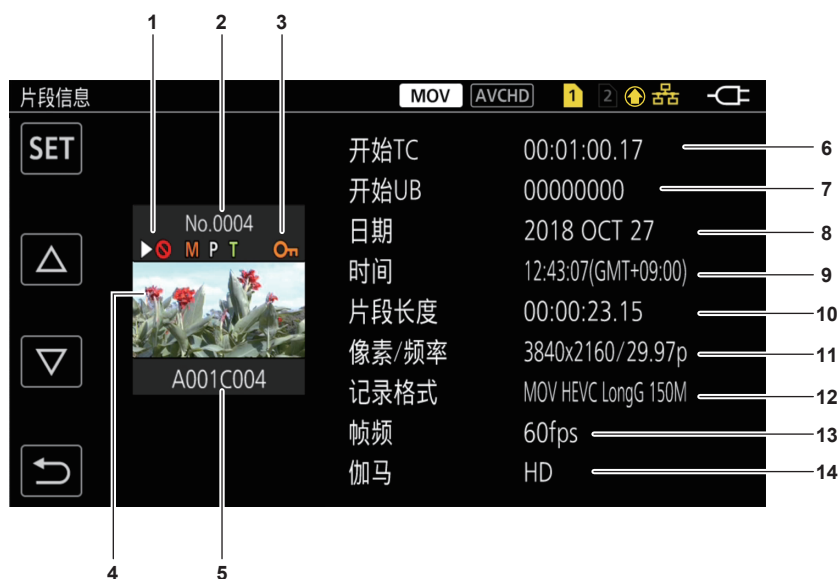 1 2 3
片段信息 MOV AVCHD 1 2
SET
No.0004
M P T
A001C004
开始TC 00:01:00.17 6
开始UB 00000000 7
日期 2018 OCT 27 8
时间 12:43:07(GMT+09:00) 9
片段长度 00:00:23.15 10
像素/频率 3840x2160/29.97p 11
记录格式 MOV HEVC LongG 150M 12
帧频 60fps 13
伽马 HD 14
4 5